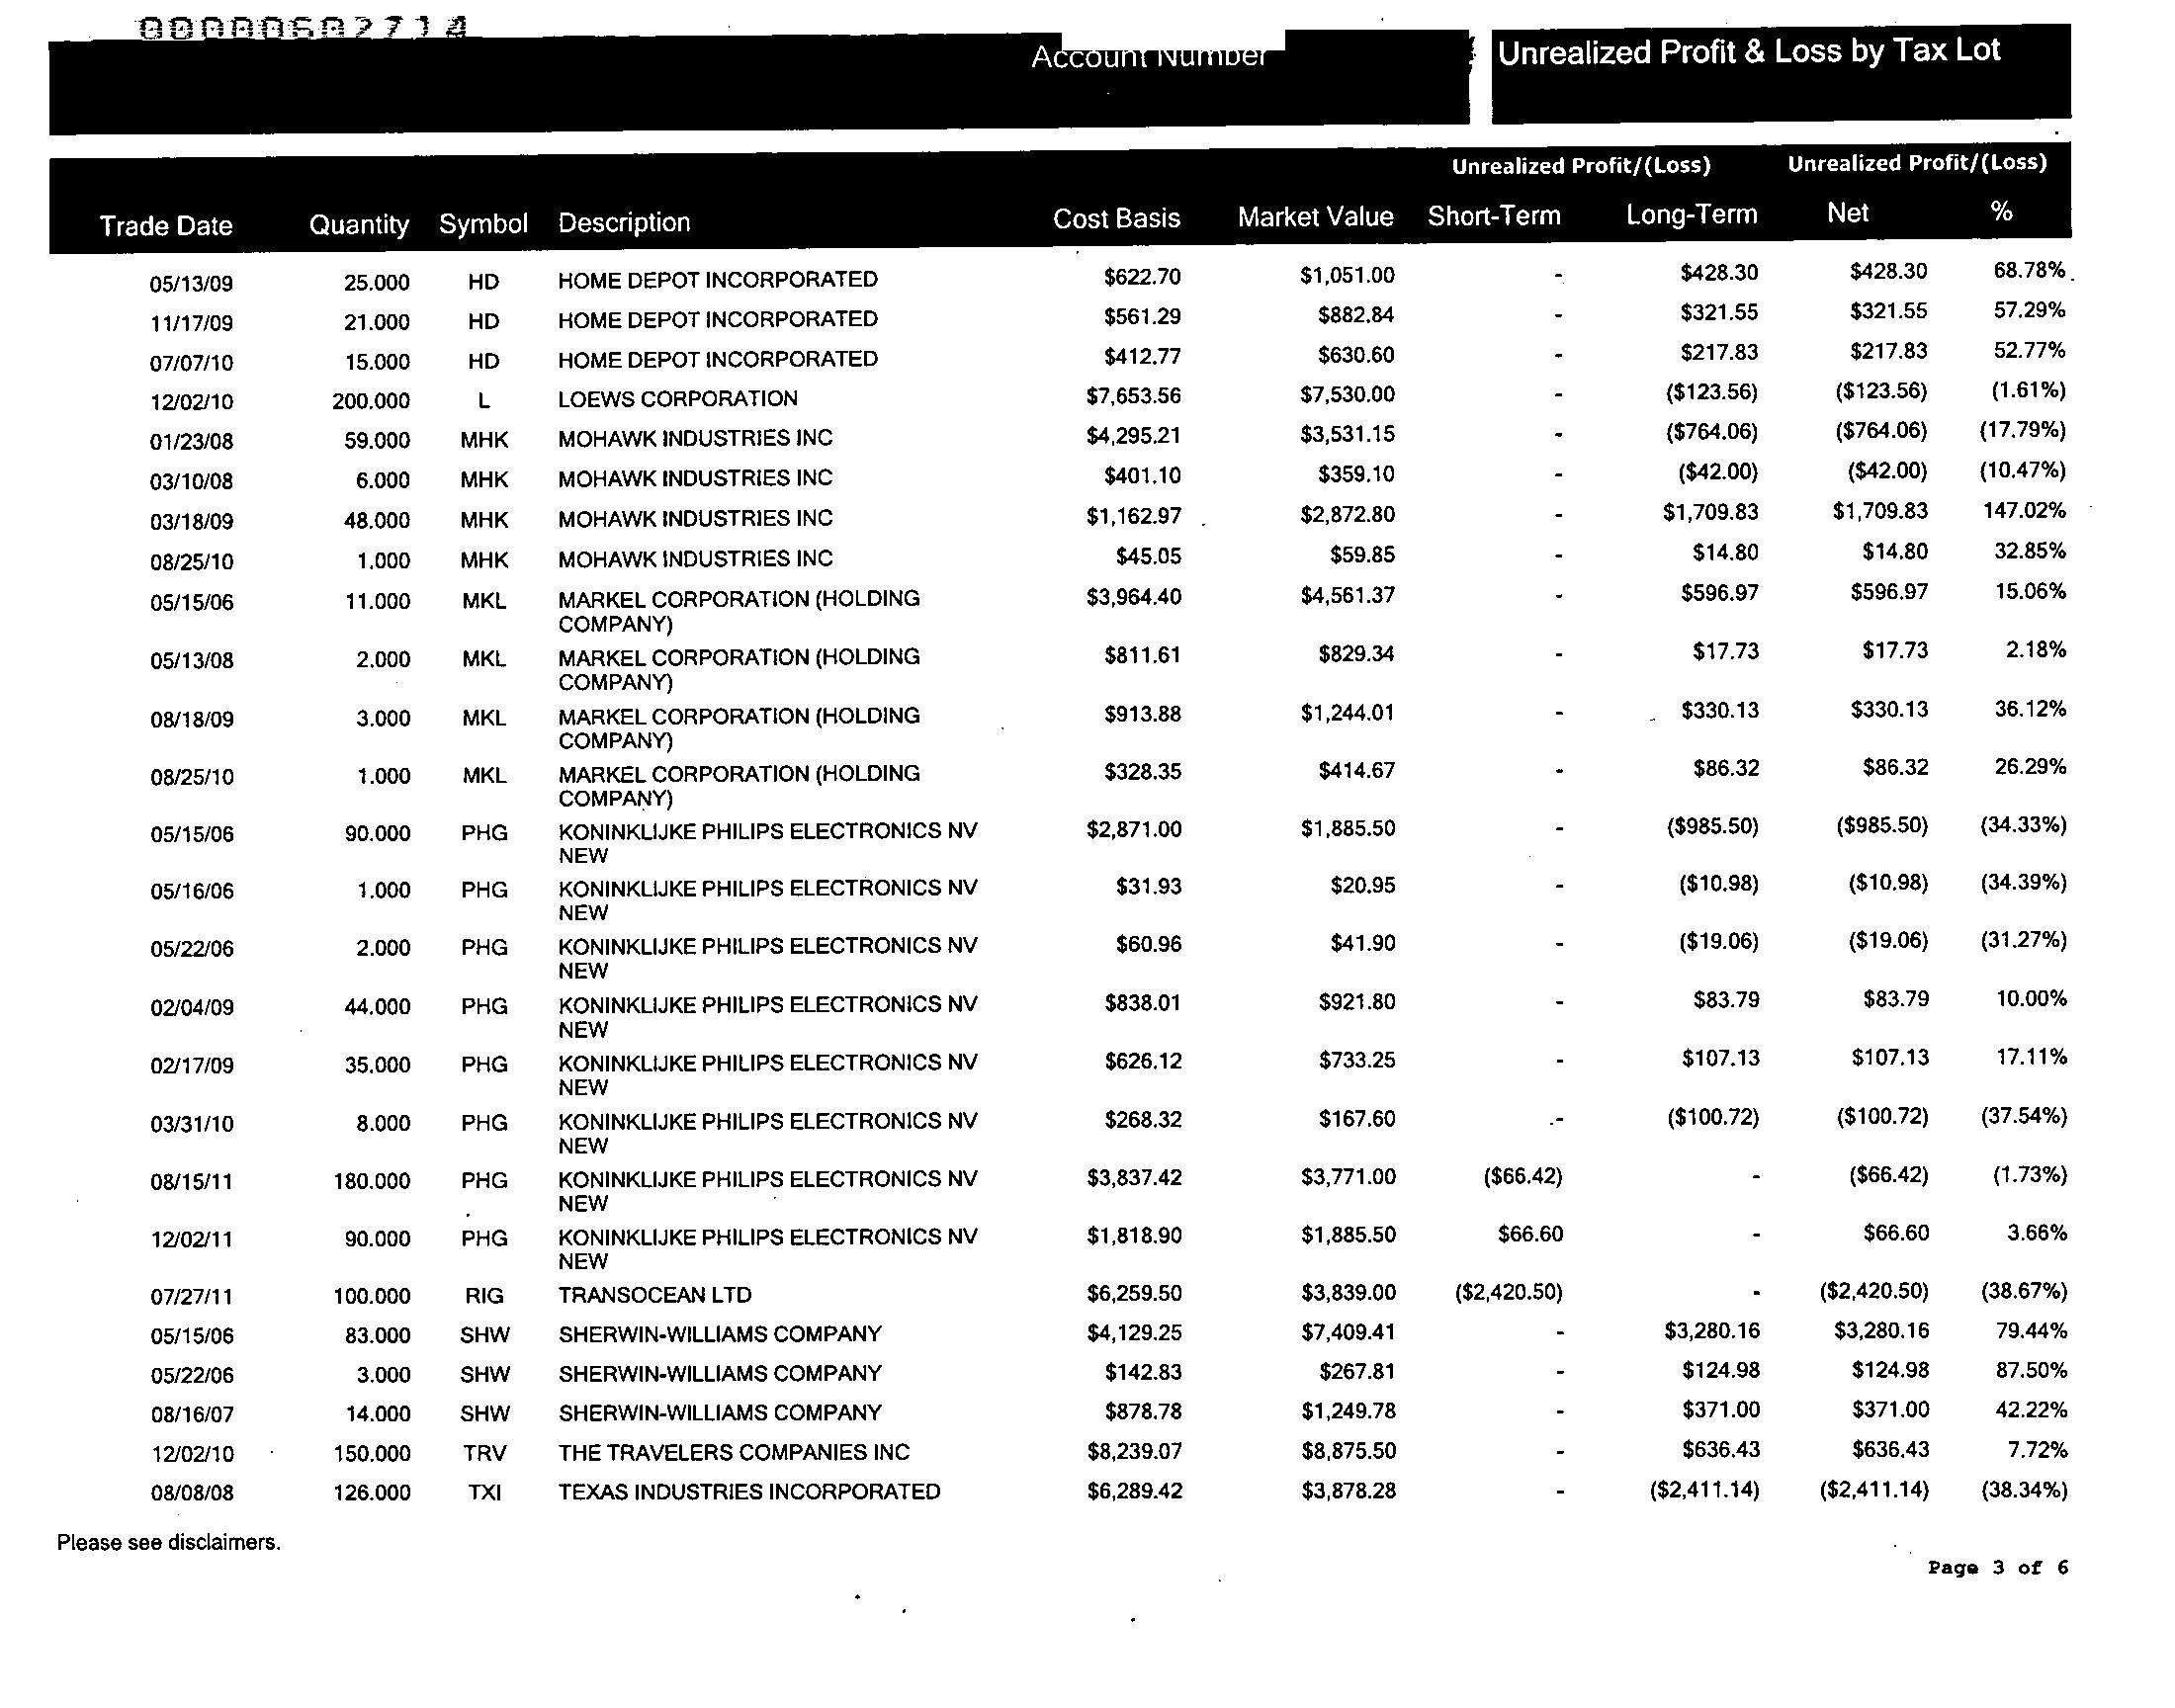 00000602714
Account Number
Unrealized Profit & Loss by Tax Lot
Unrealized Profit/(Loss) Unrealized Profit/(Loss)
Trade Date Quantity Symbol Description Cost Basis Market Value Short-Term Long-Term Net %
05/13/09 25.000 HD HOME DEPOT INCORPORATED $622.70 $1,051.00 - $428.30 $428.30 68.78%
11/17/09 21.000 HD HOME DEPOT INCORPORATED $561.29 $882.84 - $321.55 $321.55 57.29%
07/07/10 15.000 HD HOME DEPOT INCORPORATED $412.77 $630.60 - $217.83 $217.83 52.77%
12/02/10 200.000 L LOEWS CORPORATION $7,653.56 $7,530.00 - ($123.56) ($123.56) (1.61%)
01/23/08 59.000 MHK MOHAWK INDUSTRIES INC $4,295.21 $3,531.15 - ($764.06) ($764.06) (17.79%)
03/10/08 6.000 MHK MOHAWK INDUSTRIES INC $401.10 $359.10 - ($42.00) ($42.00) (10.47%)
03/18/09 48.000 MHK MOHAWK INDUSTRIES INC $1,162.97 $2,872.80 - $1,709.83 $1,709.83 147.02%
08/25/10 1.000 MHK MOHAWK INDUSTRIES INC $45.05 $59.85 - $14.80 $14.80 32.85%
05/15/06 11.000 MKL MARKEL CORPORATION (HOLDING $3,964.40 $4,561.37 - $596.97 $596.97 15.06%
COMPANY)
05/13/08 2.000 MKL MARKEL CORPORATION (HOLDING $811.61 $829.34 - $17.73 $17.73 2.18%
COMPANY)
08/18/09 3.000 MKL MARKEL CORPORATION (HOLDING $913.88 $1,244.01 - $330.13 $330.13 36.12%
COMPANY)
08/25/10 1.000 MKL MARKEL CORPORATION (HOLDING $328.35 $414.67 - $86.32 $86.32 26.29%
COMPANY)
05/15/06 90.000 PHG KONINKLIJKE PHILIPS ELECTRONICS NV $2,871.00 $1,885.50 - ($985.50) ($985.50) (34.33%)
NEW
05/16/06 1.000 PHG KONINKLIJKE PHILIPS ELECTRONICS NV $31.93 $20.95 - ($10.98) ($10.98) (34.39%)
NEW
05/22/06 2.000 PHG KONINKLIJKE PHILIPS ELECTRONICS NV $60.96 $41.90 - ($19.06) ($19.06) (31.27%)
NEW
02/04/09 44.000 PHG KONINKLIJKE PHILIPS ELECTRONICS NV $838.01 $921.80 - $83.79 $83.79 10.00%
NEW
02/17/09 35.000 PHG KONINKLIJKE PHILIPS ELECTRONICS NV $626.12 $733.25 - $107.13 $107.13 17.11%
NEW
03/31/10 8.000 PHG KONINKLIJKE PHILIPS ELECTRONICS NV $268.32 $167.60 - ($100.72) ($100.72) (37.54%)
NEW
08/15/11 180.000 PHG KONINKLIJKE PHILIPS ELECTRONICS NV $3,837.42 $3,771.00 ($66.42) - ($66.42) (1.73%)
NEW
12/02/11 90.000 PHG KONINKLIJKE PHILIPS ELECTRONICS NV $1,818.90 $1,885.50 $66.60 - $66.60 3.66%
NEW
07/27/11 100.000 RIG TRANSOCEAN LTD $6,259.50 $3,839.00 ($2,420.50) - ($2,420.50) (38.67%)
05/15/06 83.000 SHW SHERWIN-WILLIAMS COMPANY $4,129.25 $7,409.41 - $3,280.16 $3,280.16 79.44%
05/22/06 3.000 SHW SHERWIN-WILLIAMS COMPANY $142.83 $267.81 - $124.98 $124.98 87.50%
08/16/07 14.000 SHW SHERWIN-WILLIAMS COMPANY $878.78 $1,249.78 - $371.00 $371.00 42.22%
12/02/10 150.000 TRV THE TRAVELERS COMPANIES INC $8,239.07 $8,875.50 - $636.43 $636.43 7.72%
08/08/08 126.000 TXI TEXAS INDUSTRIES INCORPORATED $6,289.42 $3,878.28 - ($2,411.14) ($2,411.14) (38.34%)
Please see disclaimers.
Page 3 of 6